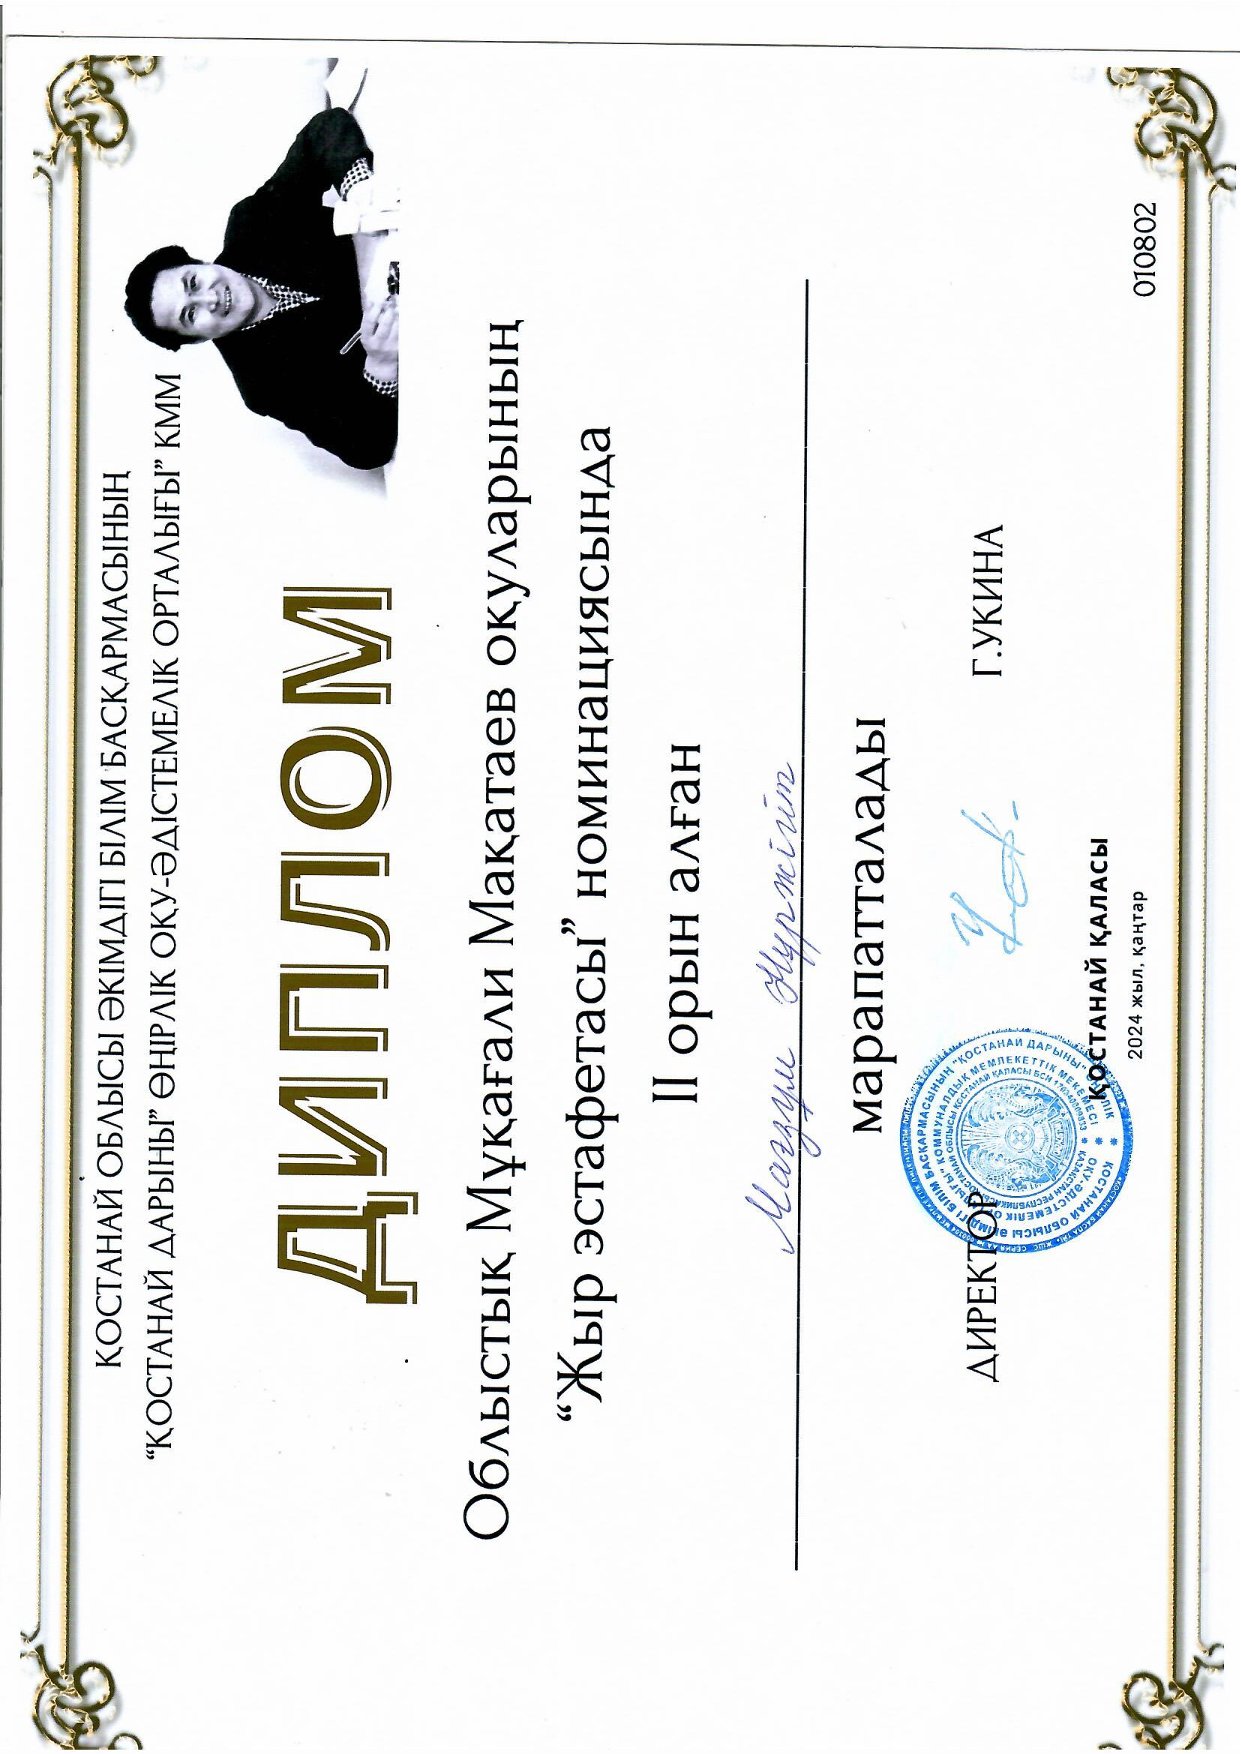 ҚОСТАНАЙ ОБЛЫСЫ ӘКІМДІГІ БІЛІМ БАСҚАРМАСЫНЫҢ
“ҚОСТАНАЙ ДАРЫНЫ” ӨҢІРЛІК ОҚУ-ӘДІСТЕМЕЛІК ОРТАЛЫҒЫ” КММ
ДИПЛОМ
Облыстық Мұқағали Мақатаев оқуларының
“Жыр эстафетасы” номинациясында
II орын алған
Мағзұм Нұржігіт
марапатталады
ДИРЕКТОР Г.УКИНА
ҚОСТАНАЙ ҚАЛАСЫ
2024 жыл, қаңтар
010802